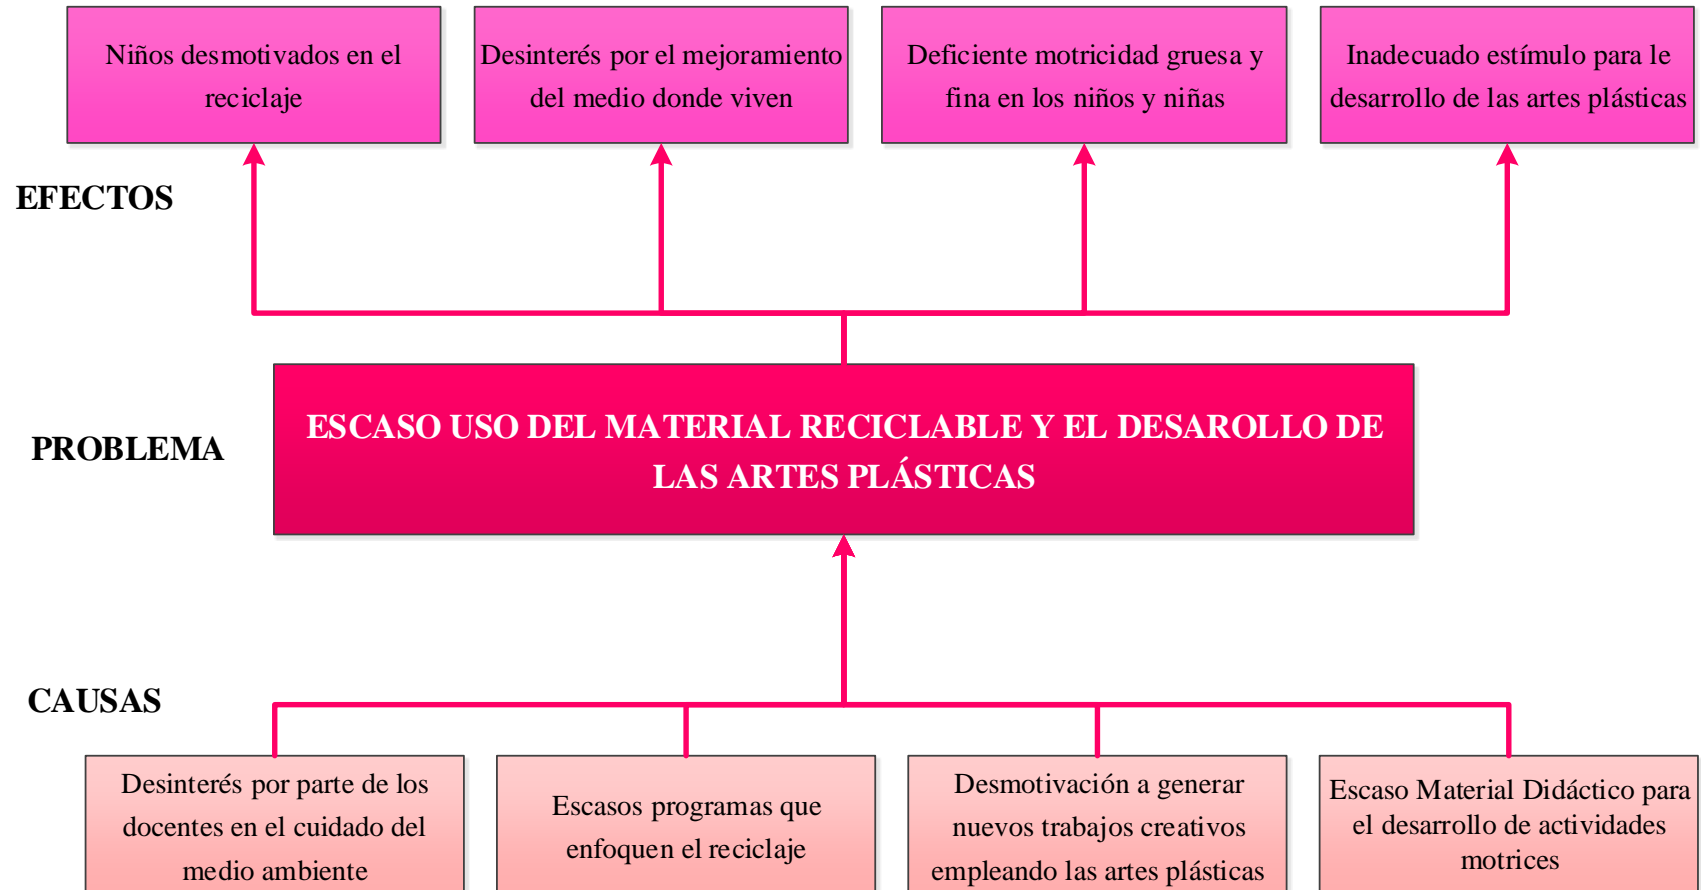 Niños desmotivados en el
reciclaje
Desinterés por el mejoramiento
del medio donde viven
Deficiente motricidad gruesa y
fina en los niños y niñas
Inadecuado estímulo para le
desarrollo de las artes plásticas
EFECTOS
PROBLEMA
ESCASO USO DEL MATERIAL RECICLABLE Y EL DESAROLLO DE
LAS ARTES PLÁSTICAS
CAUSAS
Desinterés por parte de los
docentes en el cuidado del
medio ambiente
Escasos programas que
enfoquen el reciclaje
Desmotivación a generar
nuevos trabajos creativos
empleando las artes plásticas
Escaso Material Didáctico para
el desarrollo de actividades
motrices